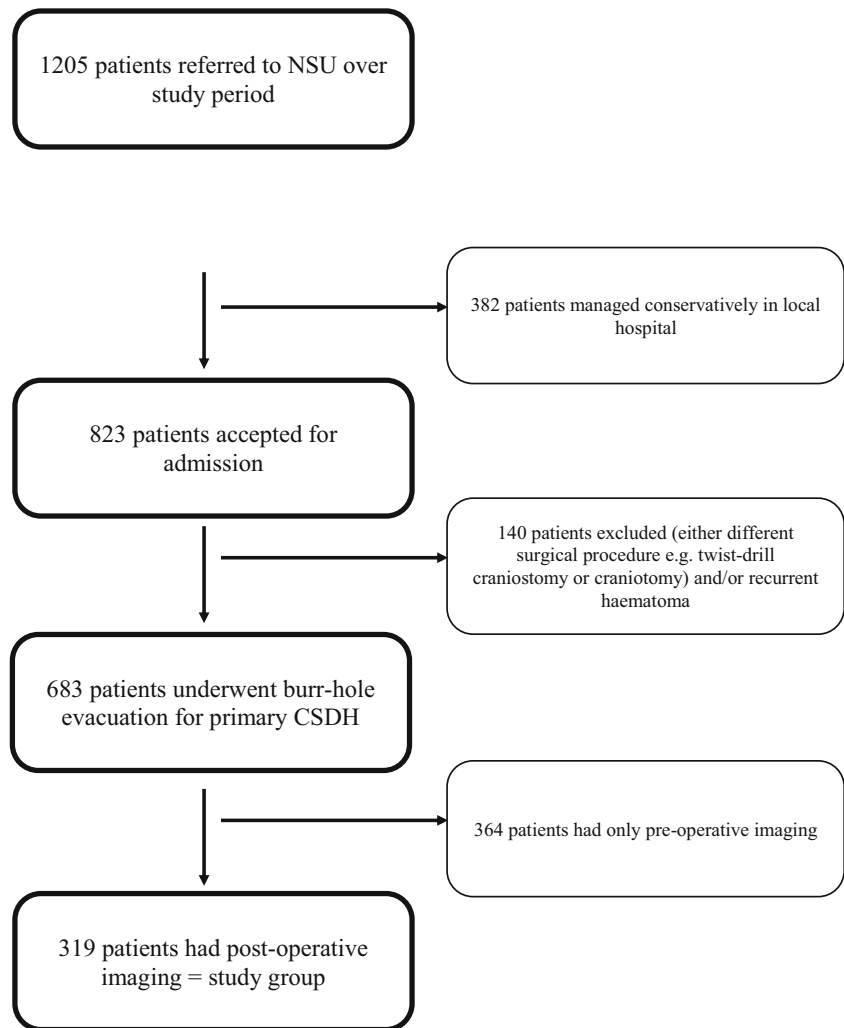 1205 patients referred to NSU over
study period
382 patients managed conservatively in local
hospital
823 patients accepted for
admission
140 patients excluded (either different
surgical procedure e.g. twist-drill
craniostomy or craniotomy) and/or recurrent
haematoma
683 patients underwent burr-hole
evacuation for primary CSDH
364 patients had only pre-operative imaging
319 patients had post-operative
imaging = study group